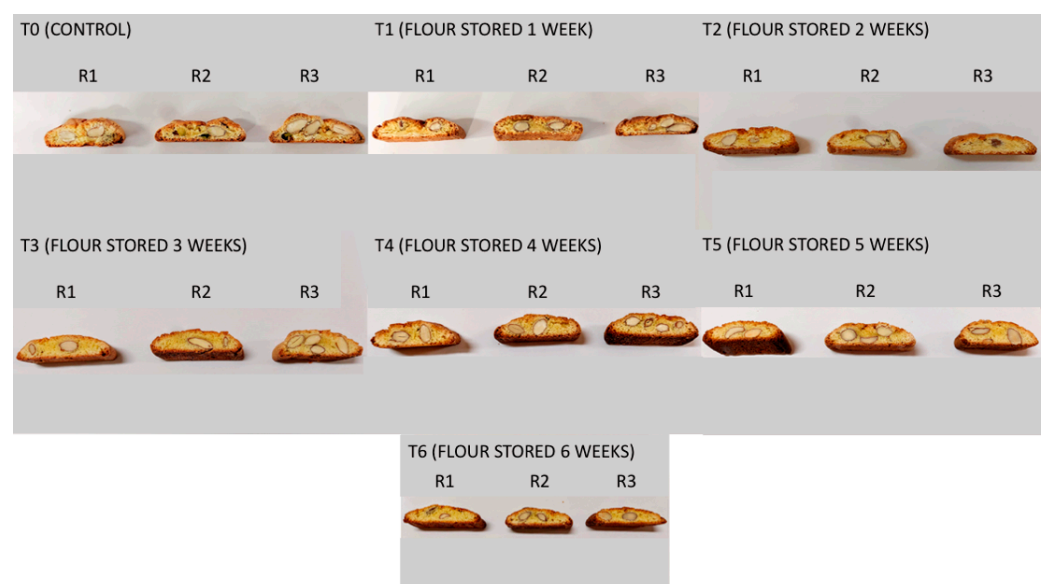 T0 (CONTROL)
R1 R2 R3
T1 (FLOUR STORED 1 WEEK)
R1 R2 R3
T2 (FLOUR STORED 2 WEEKS)
R1 R2 R3
T3 (FLOUR STORED 3 WEEKS)
R1 R2 R3
T4 (FLOUR STORED 4 WEEKS)
R1 R2 R3
T5 (FLOUR STORED 5 WEEKS)
R1 R2 R3
T6 (FLOUR STORED 6 WEEKS)
R1 R2 R3